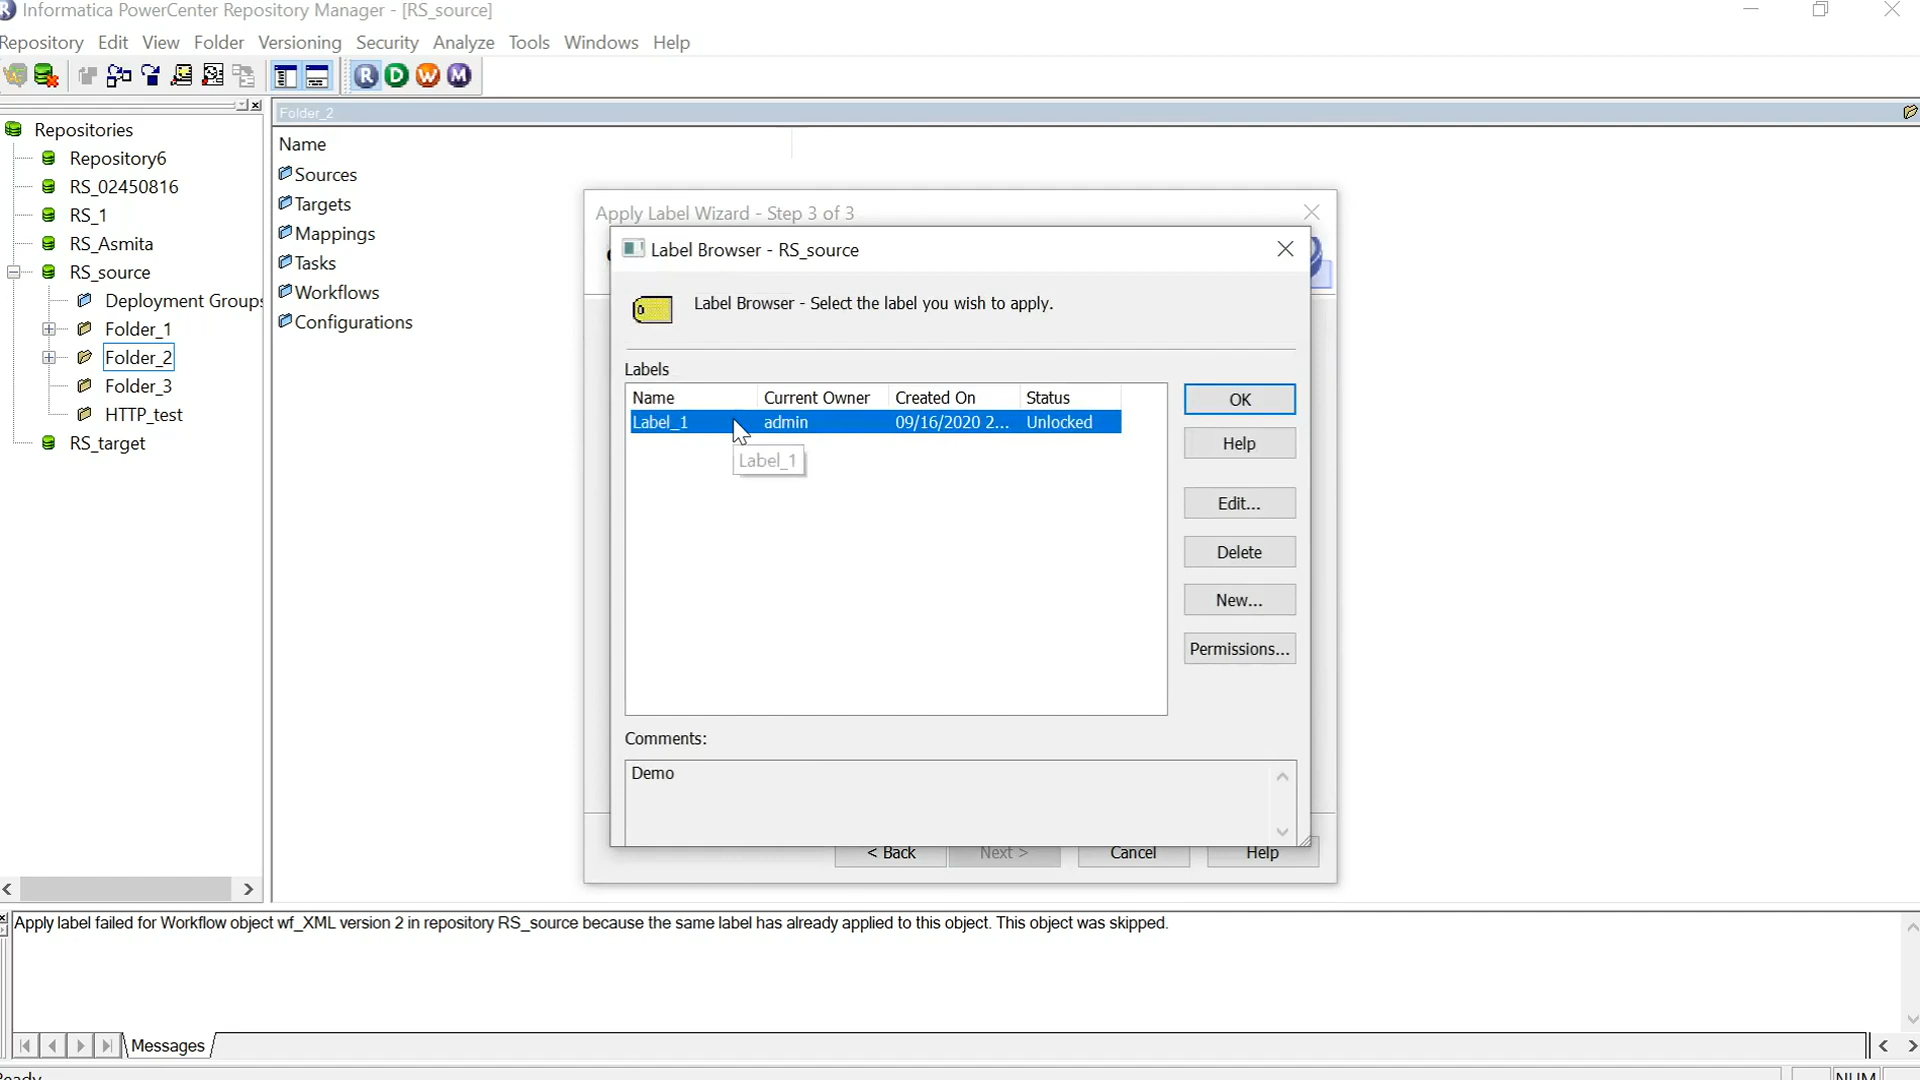 Informatica PowerCenter Repository Manager - [RS_source]
Repository Edit View Folder Versioning Security Analyze Tools Windows Help
R D W M
Folder_2
Repositories
Repository6
RS_02450816
RS_1
RS_Asmita
RS_source
Deployment Groups
Folder_1
Folder_2
Folder_3
HTTP_test
RS_target
Name
Sources
Targets
Mappings
Tasks
Workflows
Configurations
Apply Label Wizard - Step 3 of 3
Label Browser - RS_source
Label Browser - Select the label you wish to apply.
Labels
Name Current Owner Created On Status
Label_1 admin 09/16/2020 2... Unlocked
Label_1
OK
Help
Edit...
Delete
New...
Permissions...
Comments:
Demo
< Back Next > Cancel Help
Apply label failed for Workflow object wf_XML version 2 in repository RS_source because the same label has already applied to this object. This object was skipped.
Messages
Ready
NUM